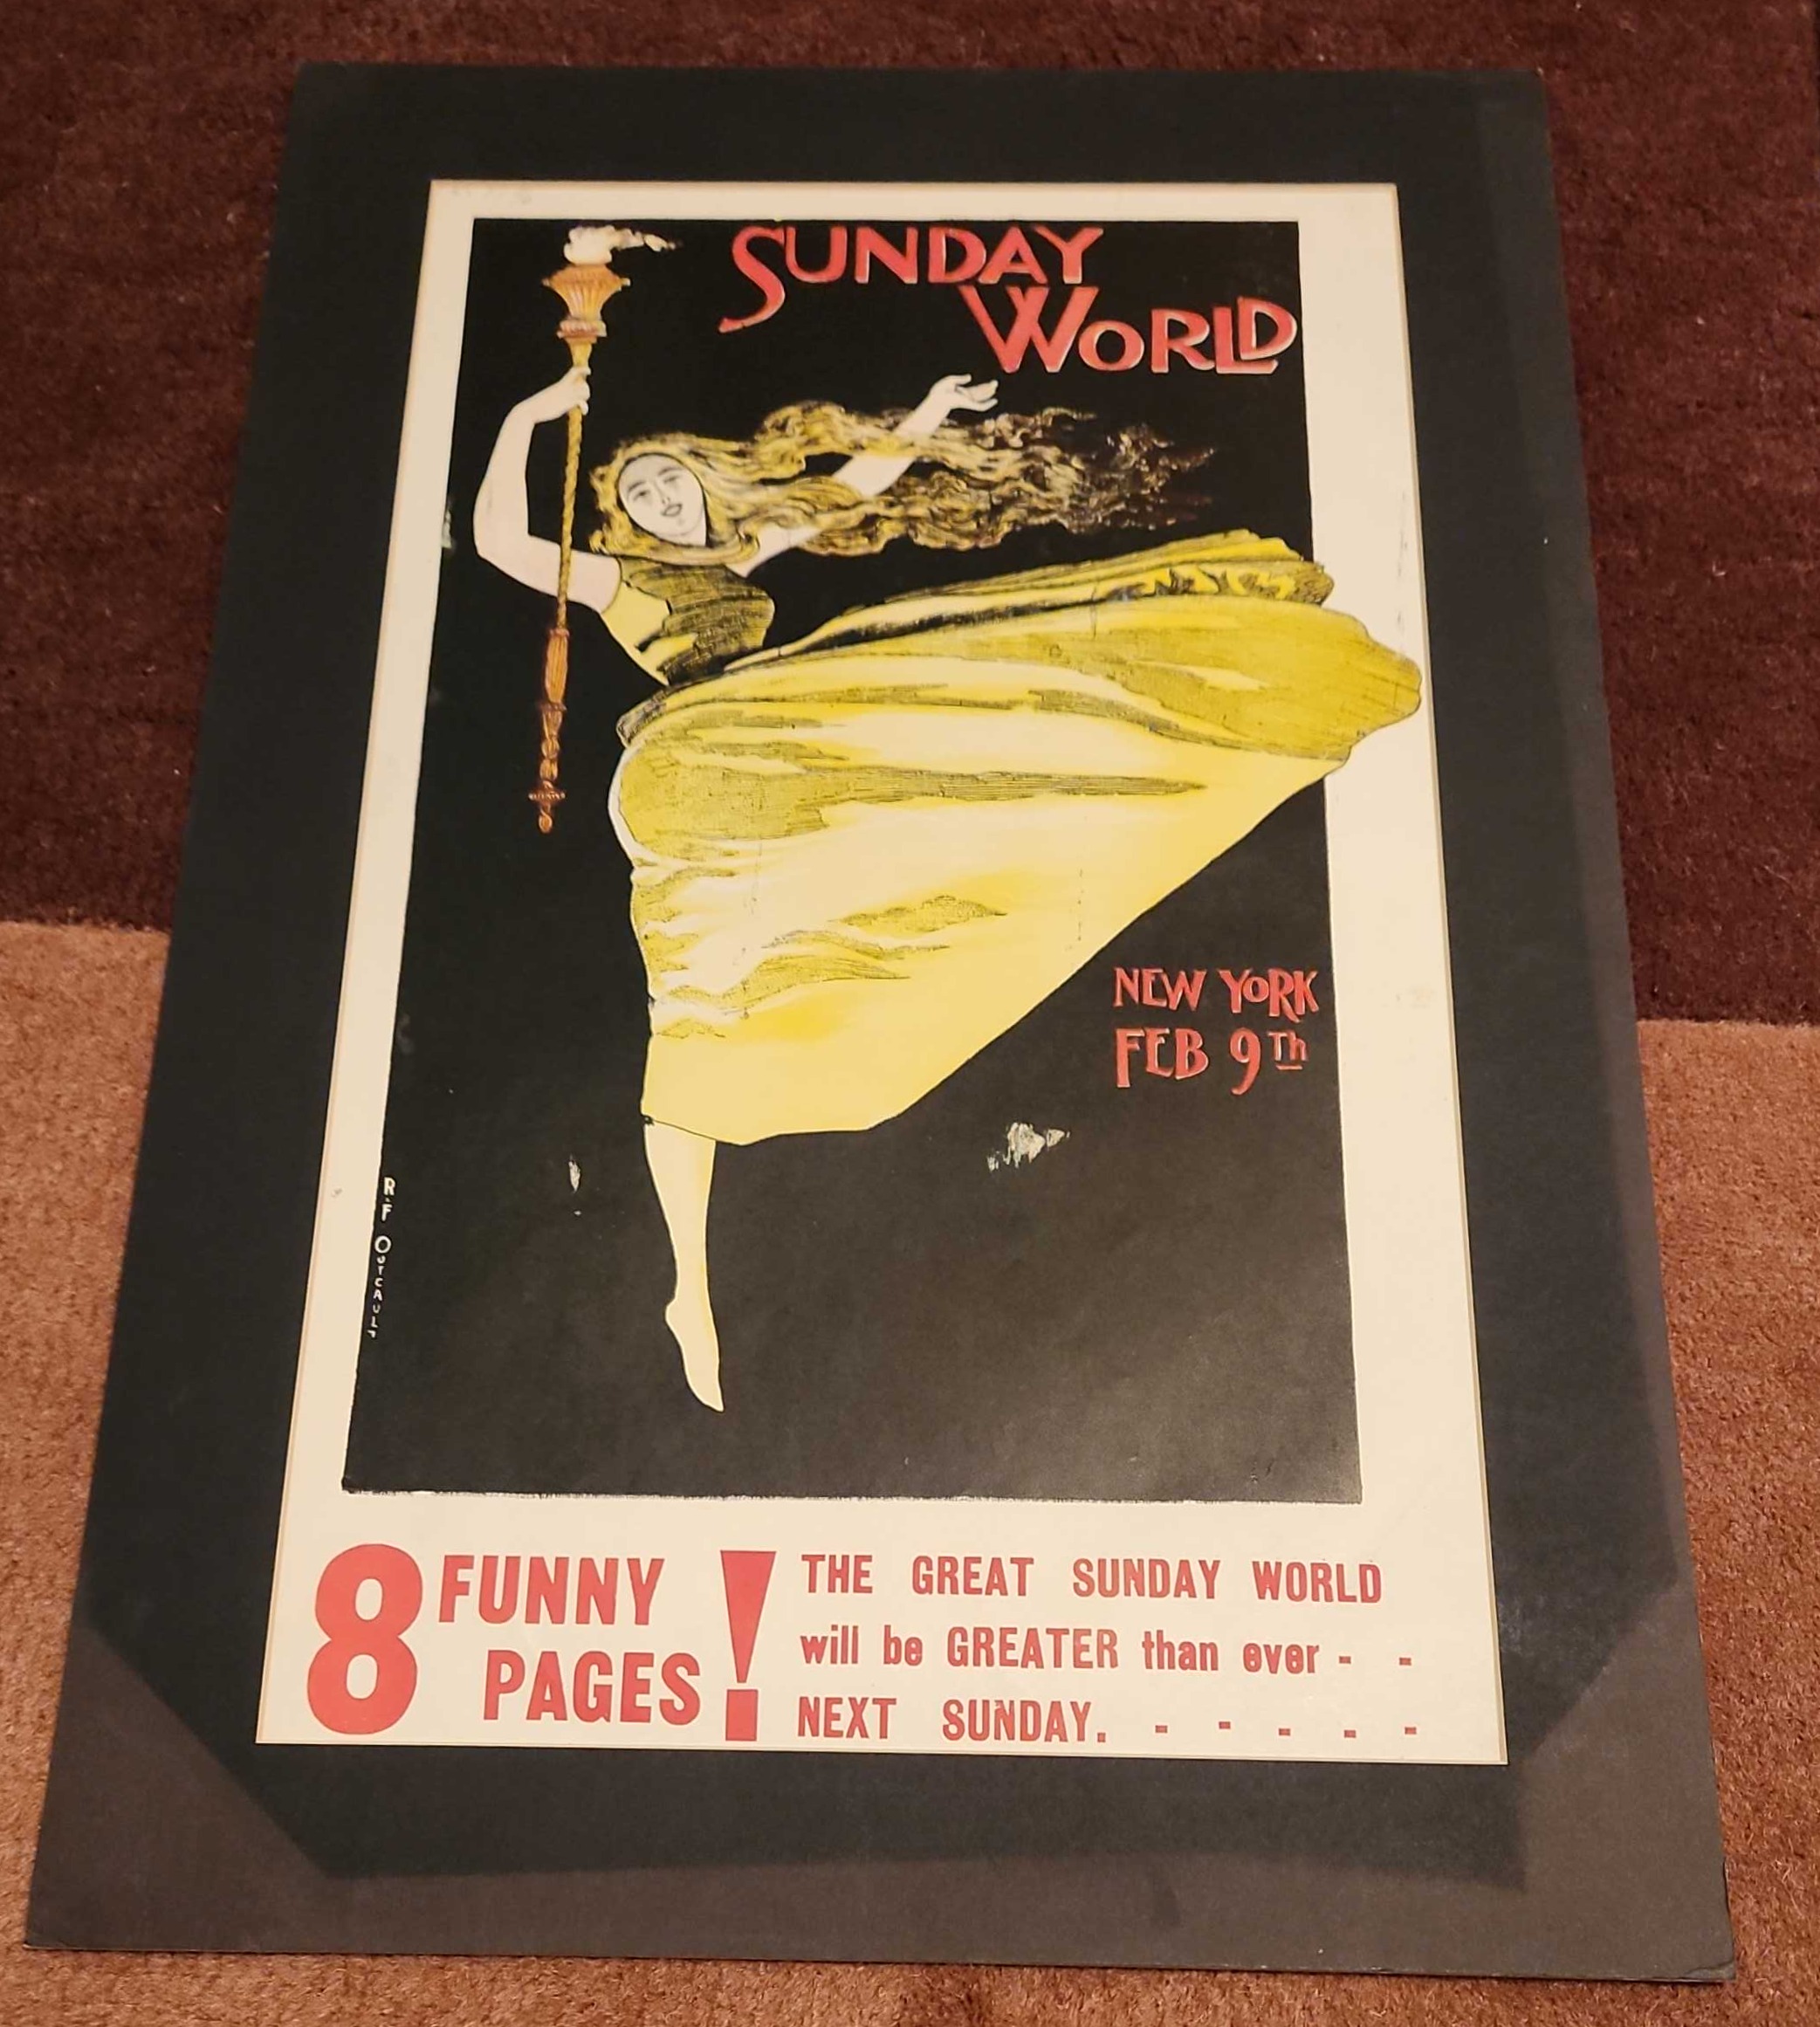 SUNDAY
WORLD
NEW YORK
FEB 9Th
R.F OUTCAULT
8 FUNNY
PAGES!
THE GREAT SUNDAY WORLD
will be GREATER than ever - -
NEXT SUNDAY. - - - - -